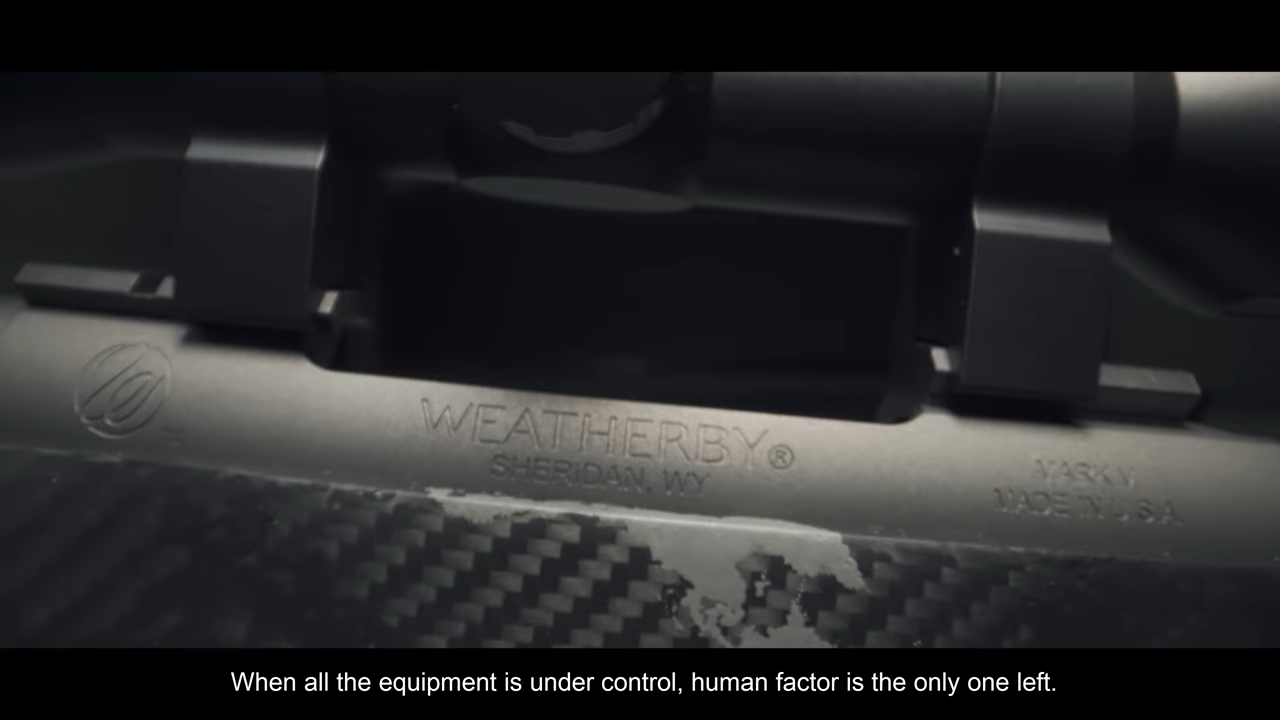 WEATHERBY®
SHERIDAN, WY
MARK V
MADE IN U.S.A.
When all the equipment is under control, human factor is the only one left.